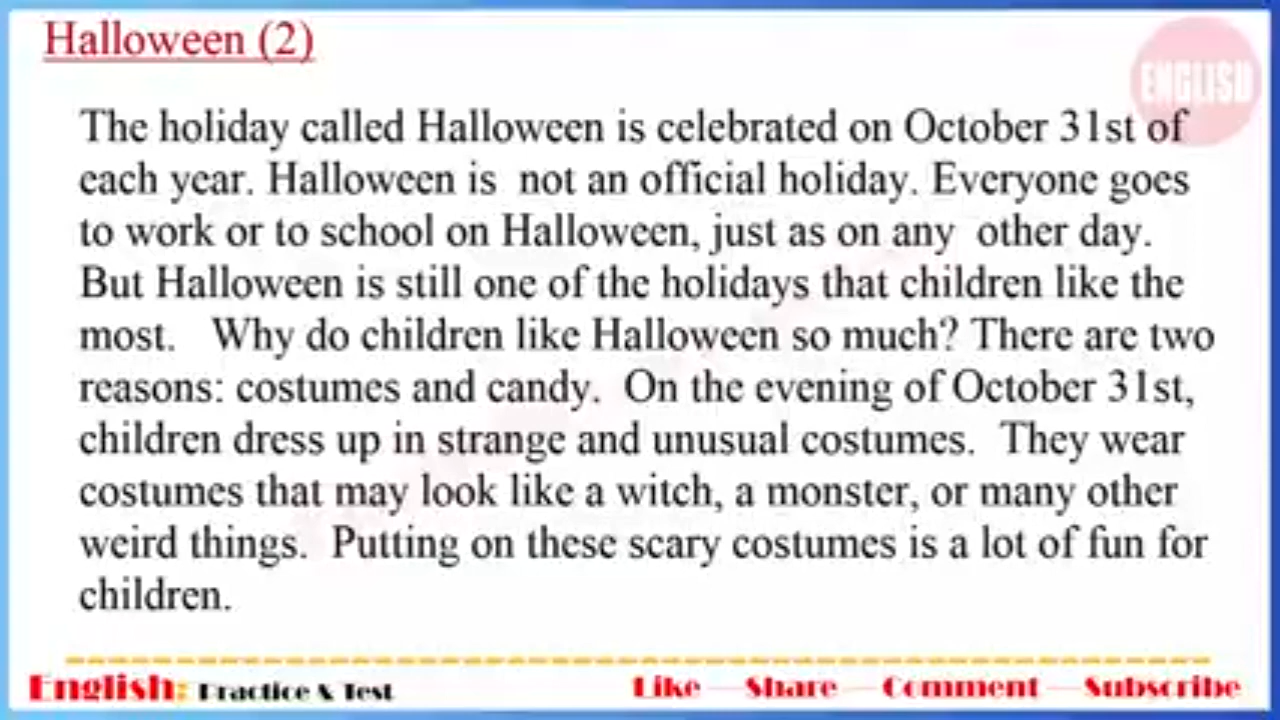 Halloween (2)
ENGLISH
The holiday called Halloween is celebrated on October 31st of
each year. Halloween is not an official holiday. Everyone goes
to work or to school on Halloween, just as on any other day.
But Halloween is still one of the holidays that children like the
most. Why do children like Halloween so much? There are two
reasons: costumes and candy. On the evening of October 31st,
children dress up in strange and unusual costumes. They wear
costumes that may look like a witch, a monster, or many other
weird things. Putting on these scary costumes is a lot of fun for
children.
English: Practice & Test
Like — Share — Comment — Subscribe